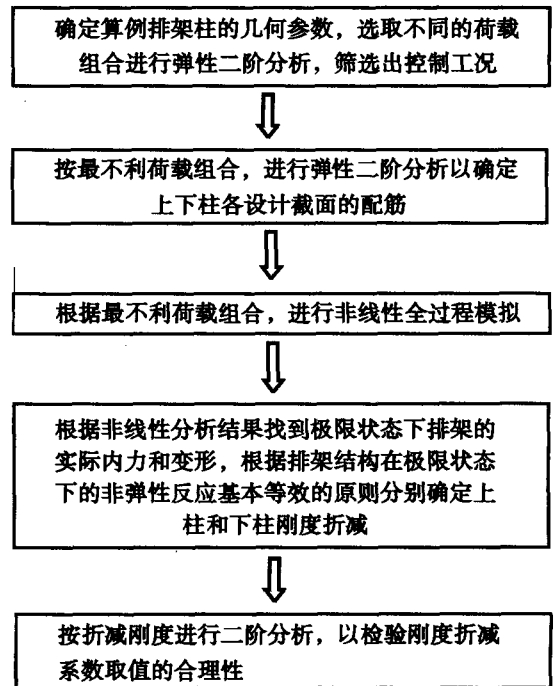 确定算例排架柱的几何参数，选取不同的荷载
组合进行弹性二阶分析，筛选出控制工况
按最不利荷载组合，进行弹性二阶分析以确定
上下柱各设计截面的配筋
根据最不利荷载组合，进行非线性全过程模拟
根据非线性分析结果找到极限状态下排架的
实际内力和变形，根据排架结构在极限状态
下的非弹性反应基本等效的原则分别确定上
柱和下柱刚度折减
按折减刚度进行二阶分析，以检验刚度折减
系数取值的合理性